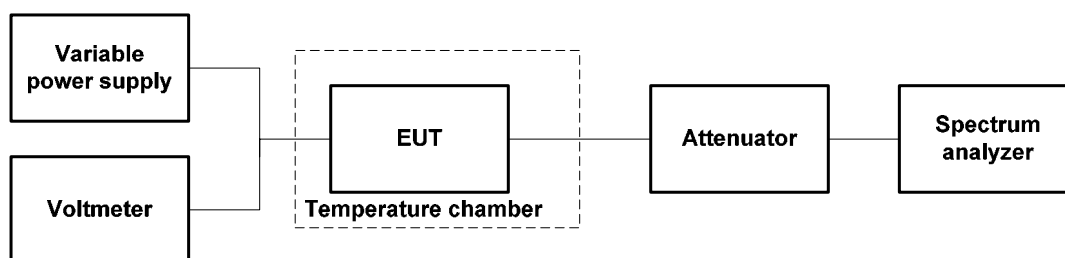 Variable
power supply
Voltmeter
EUT
Temperature chamber
Attenuator
Spectrum
analyzer